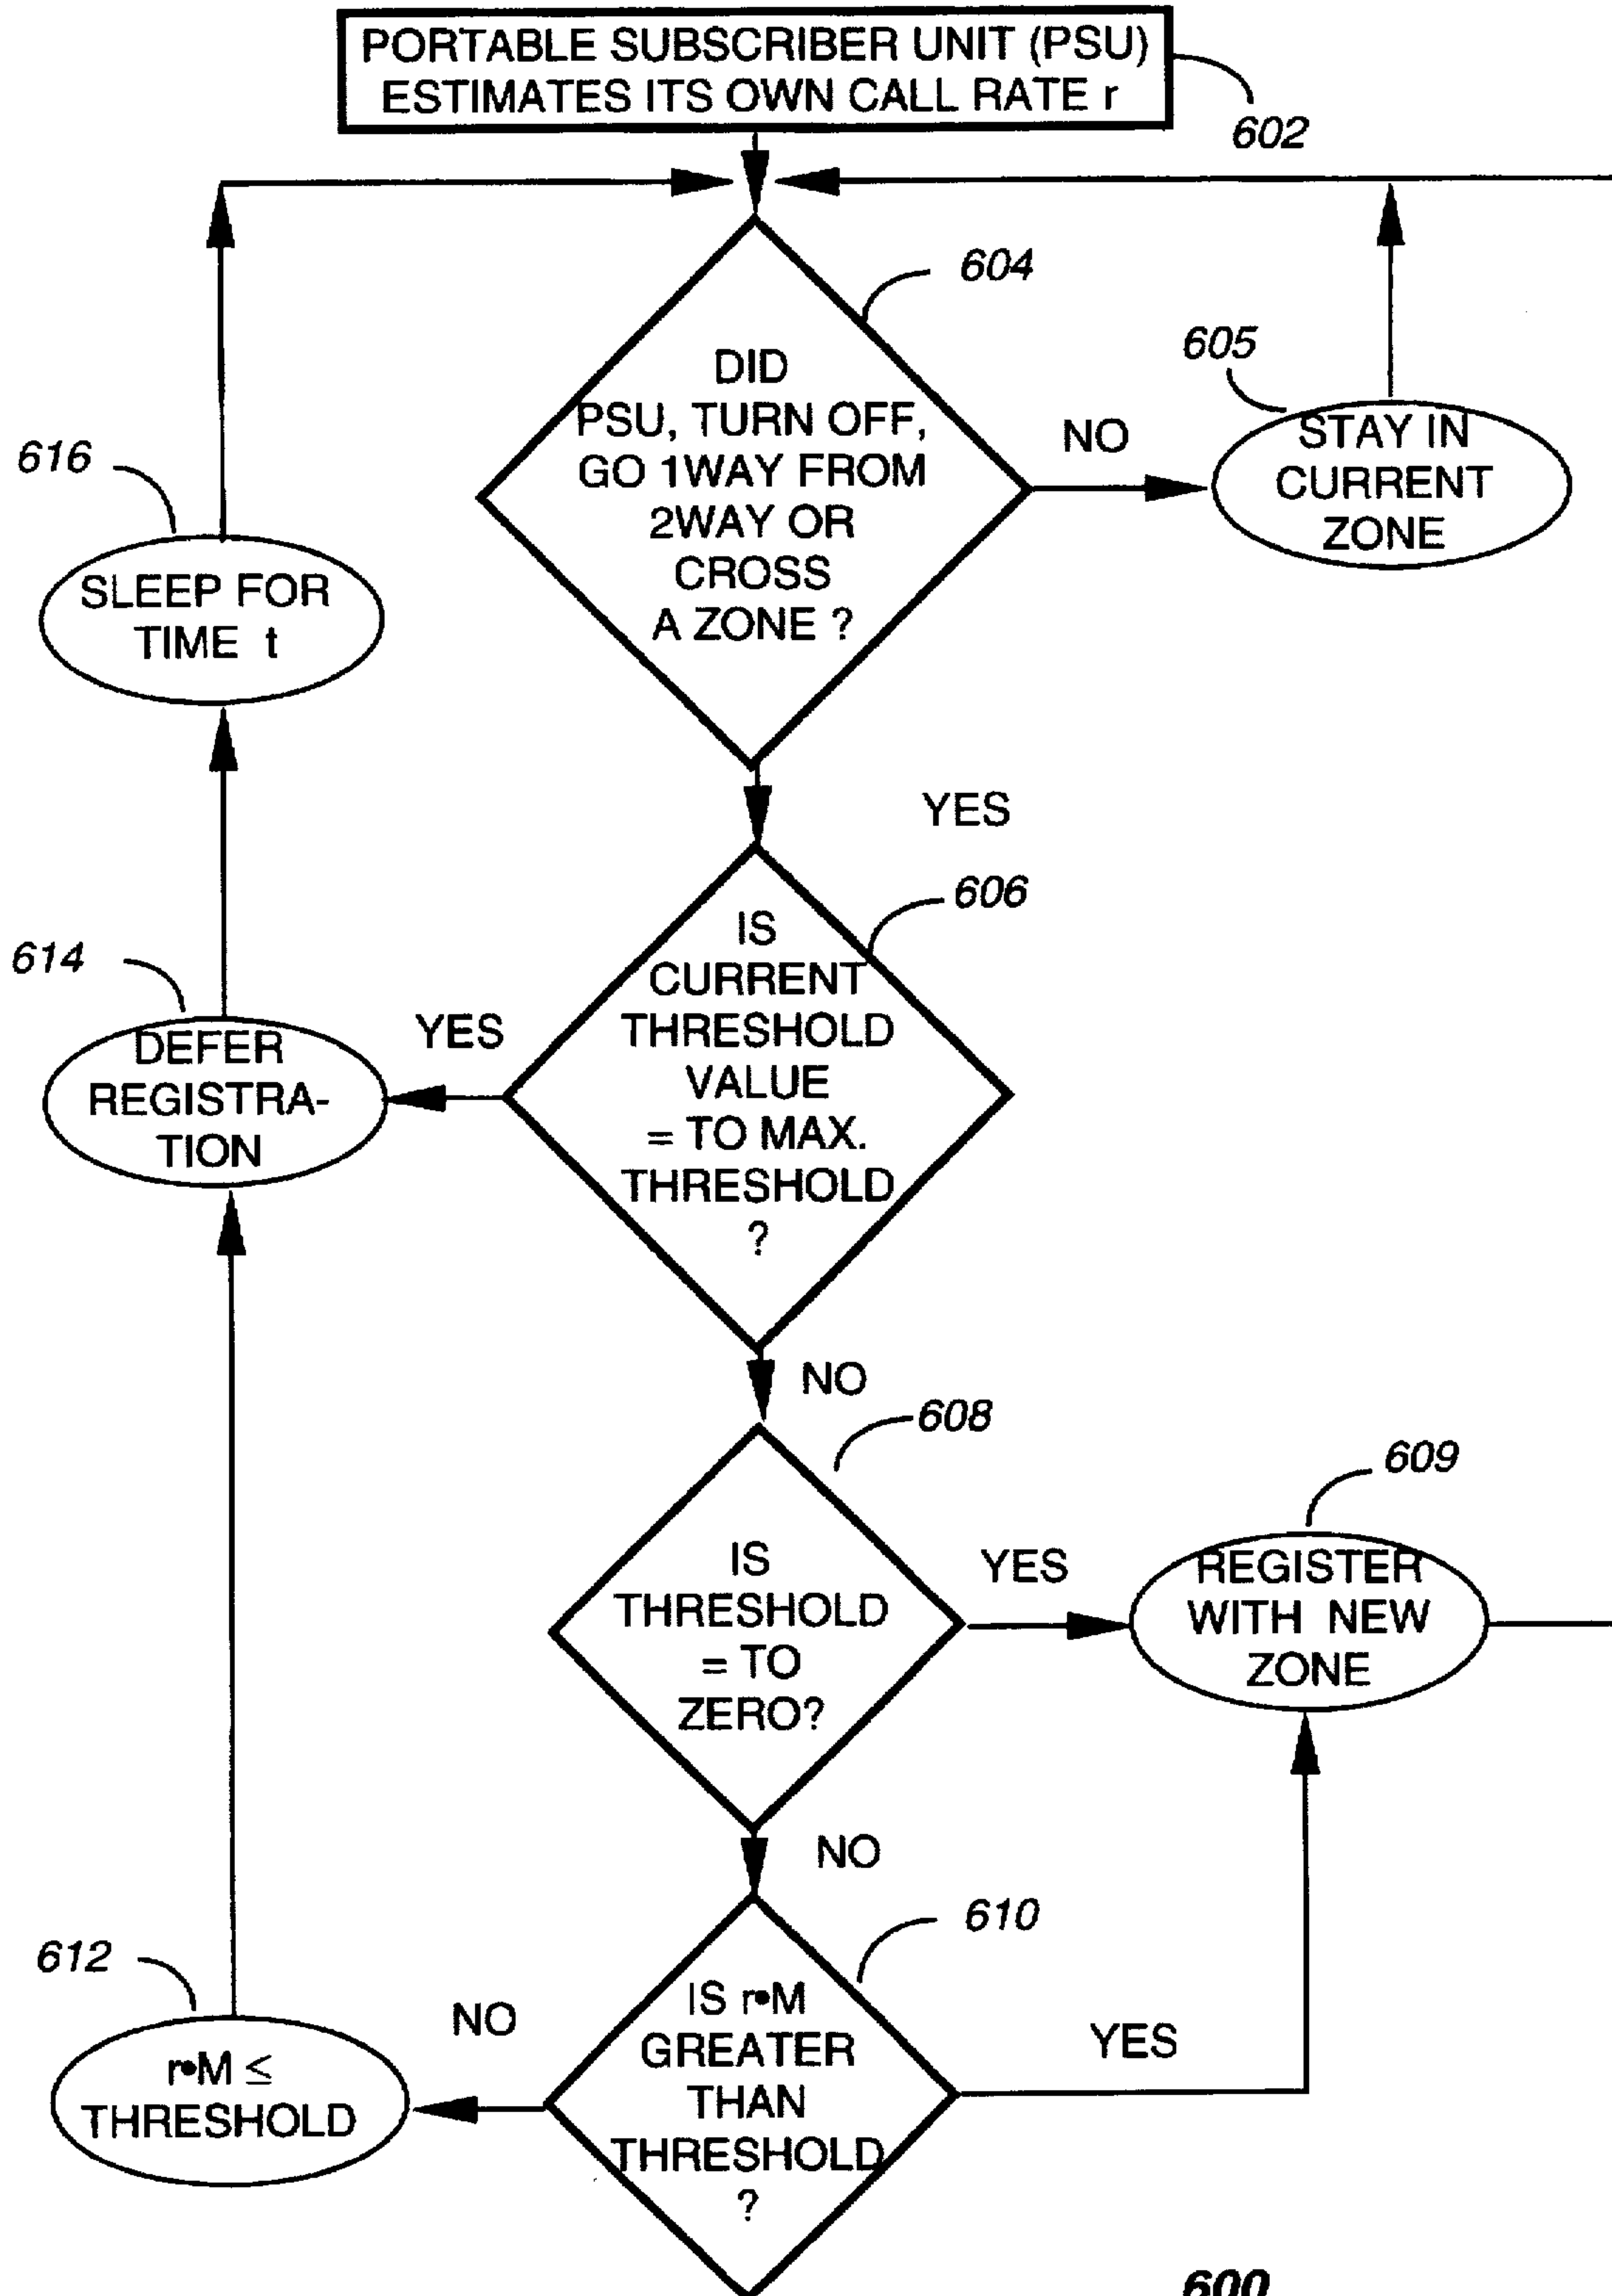 PORTABLE SUBSCRIBER UNIT (PSU)
ESTIMATES ITS OWN CALL RATE r
602
604
DID
PSU, TURN OFF,
GO 1WAY FROM
2WAY OR
CROSS
A ZONE ?
NO
605
STAY IN
CURRENT
ZONE
616
SLEEP FOR
TIME t
YES
606
IS
CURRENT
THRESHOLD
VALUE
= TO MAX.
THRESHOLD
?
YES
614
DEFER
REGISTRA-
TION
NO
608
IS
THRESHOLD
= TO
ZERO?
YES
609
REGISTER
WITH NEW
ZONE
NO
610
IS r•M
GREATER
THAN
THRESHOLD
?
YES
NO
612
r•M ≤
THRESHOLD
600